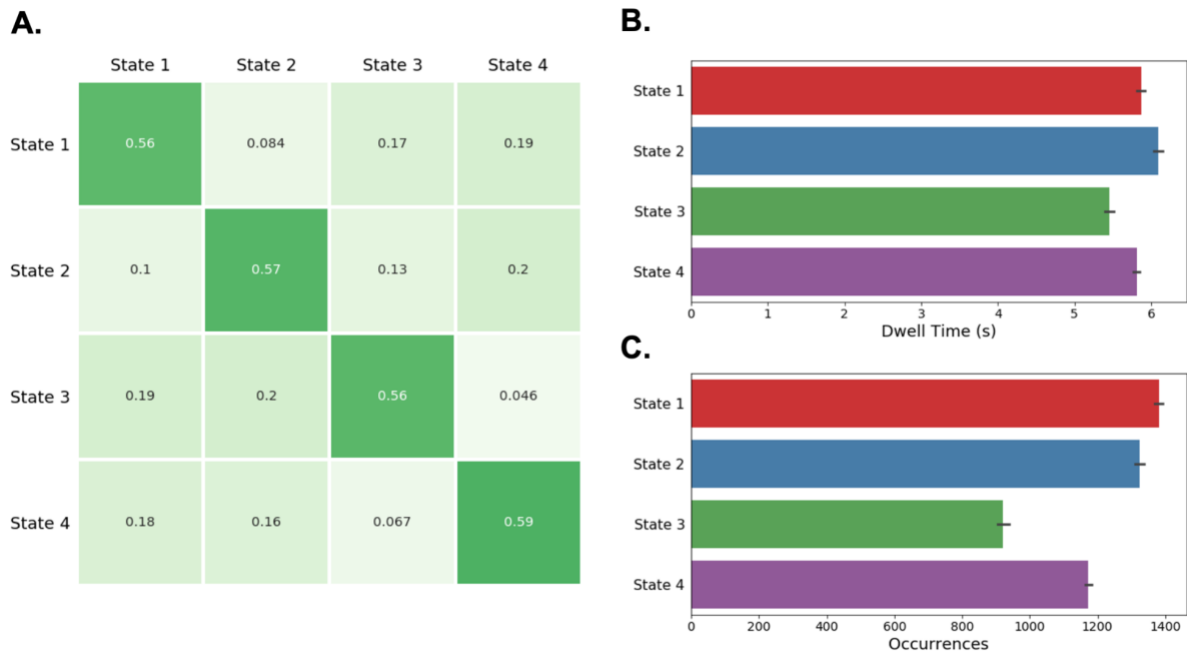 A.
State 1 State 2 State 3 State 4
State 1 0.56 0.084 0.17 0.19
State 2 0.1 0.57 0.13 0.2
State 3 0.19 0.2 0.56 0.046
State 4 0.18 0.16 0.067 0.59
B.
State 1
State 2
State 3
State 4
0 1 2 3 4 5 6
Dwell Time (s)
C.
State 1
State 2
State 3
State 4
0 200 400 600 800 1000 1200 1400
Occurrences